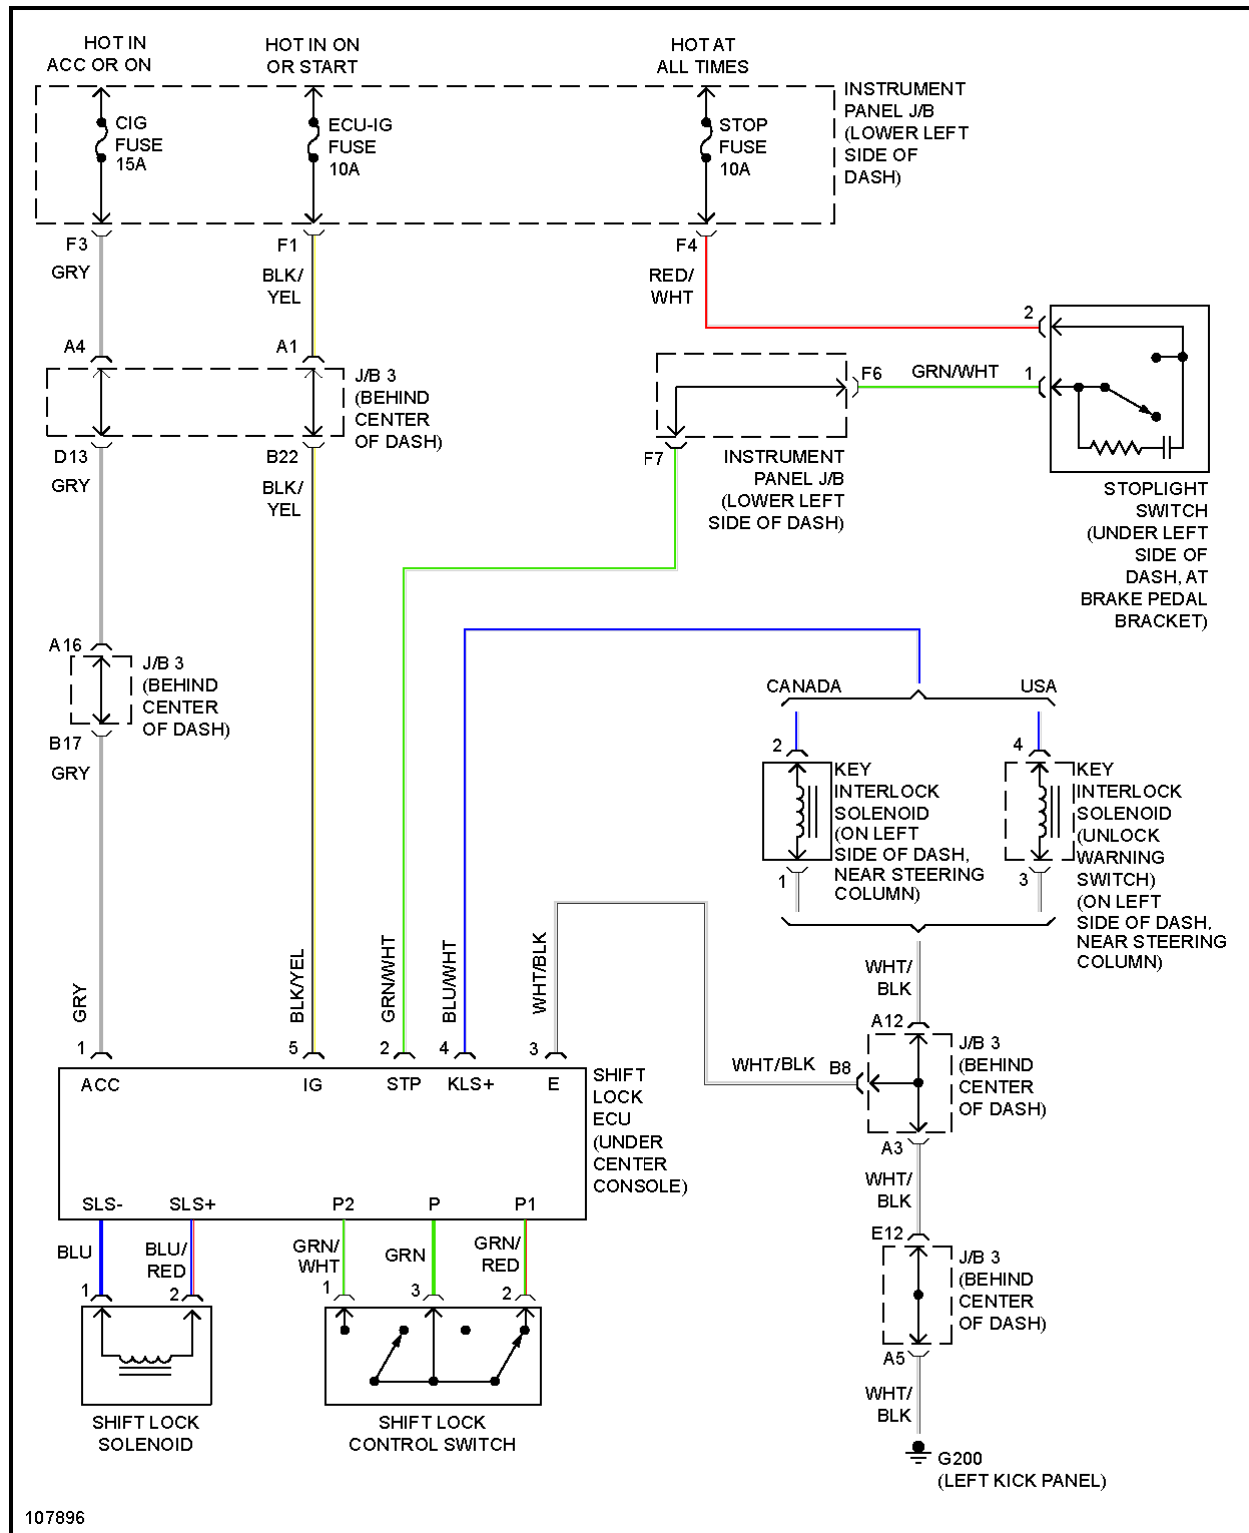 HOT IN
ACC OR ON
HOT IN ON
OR START
HOT AT
ALL TIMES
CIG
FUSE
15A
ECU-IG
FUSE
10A
STOP
FUSE
10A
INSTRUMENT
PANEL J/B
(LOWER LEFT
SIDE OF
DASH)
F3
GRY
F1
BLK/
YEL
F4
RED/
WHT
A4
A1
J/B 3
(BEHIND
CENTER
OF DASH)
D13
GRY
B22
BLK/
YEL
F6
GRN/WHT
2
1
F7
INSTRUMENT
PANEL J/B
(LOWER LEFT
SIDE OF DASH)
STOPLIGHT
SWITCH
(UNDER LEFT
SIDE OF
DASH, AT
BRAKE PEDAL
BRACKET)
A16
J/B 3
(BEHIND
CENTER
OF DASH)
B17
GRY
CANADA
USA
2
4
KEY
INTERLOCK
SOLENOID
(ON LEFT
SIDE OF DASH,
NEAR STEERING
COLUMN)
1
KEY
INTERLOCK
SOLENOID
(UNLOCK
WARNING
SWITCH)
(ON LEFT
SIDE OF DASH,
NEAR STEERING
COLUMN)
3
WHT/
BLK
GRY
BLK/YEL
GRN/WHT
BLU/WHT
WHT/BLK
1
5
2
4
3
A12
WHT/BLK
B8
J/B 3
(BEHIND
CENTER
OF DASH)
A3
WHT/
BLK
ACC
IG
STP
KLS+
E
SHIFT
LOCK
ECU
(UNDER
CENTER
CONSOLE)
SLS-
SLS+
P2
P
P1
E12
J/B 3
(BEHIND
CENTER
OF DASH)
A5
WHT/
BLK
BLU
BLU/
RED
GRN/
WHT
GRN
GRN/
RED
1
2
1
3
2
SHIFT LOCK
SOLENOID
SHIFT LOCK
CONTROL SWITCH
G200
(LEFT KICK PANEL)
107896